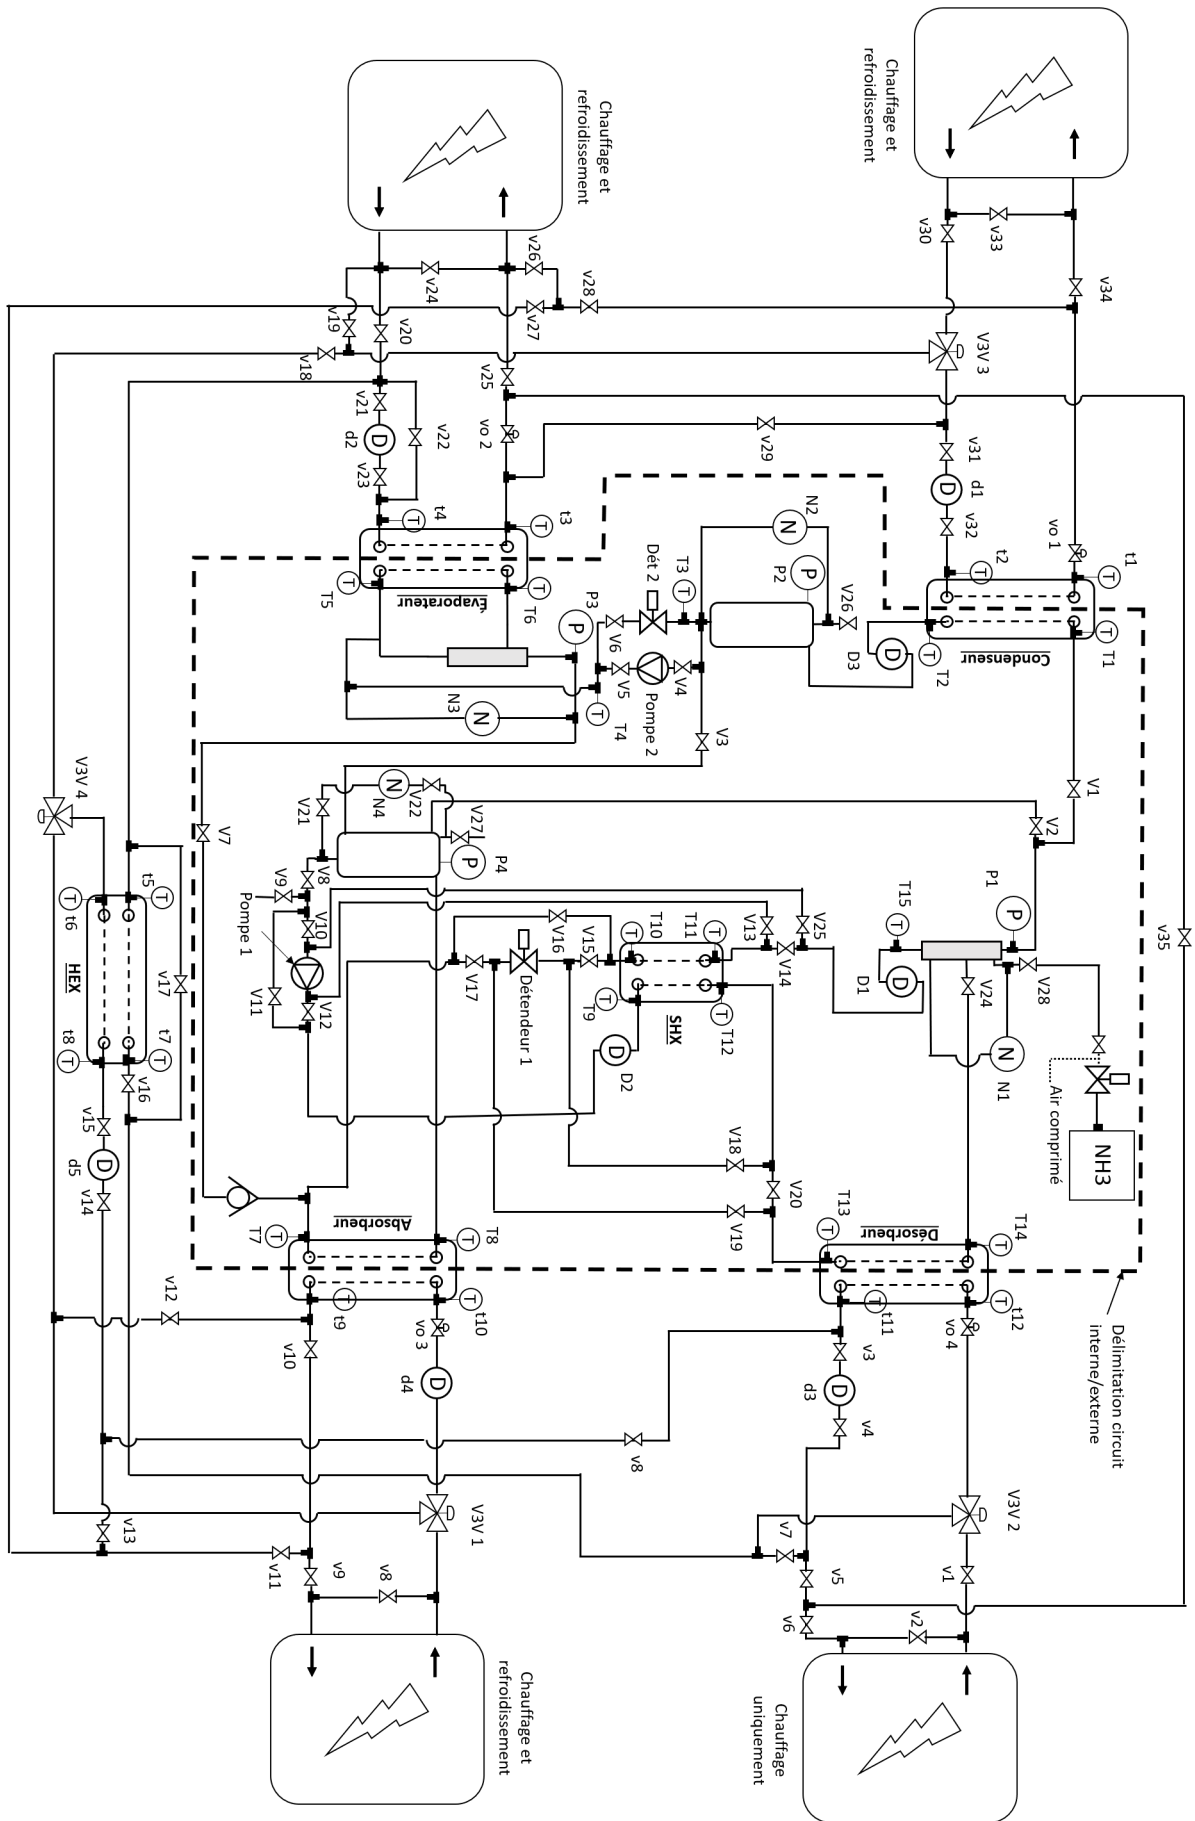 Chauffage et
refroidissement
Chauffage et
refroidissement
v30
v33
v34
v26
v24
v28
v27
v19
v20
v18
v25
V3V 3
v21
d2
v22
v23
vo 2
v29
v31
D
d1
v32
vo 1
t1
t2
T
T
t4
t3
T
T
D
N2
N
P2
P
V26
Dét 2
T3
T
T5
T
T6
T
Évaporateur
Condenseur
T1
T
T2
T
D3
D
P3
P
V6
V5
V4
Pompe 2
T4
T
N3
N
V3
V1
V2
V3V 4
V7
V21
N4
N
V22
V27
P4
P
V8
V9
V10
Pompe 1
V11
V12
t5
T
t6
T
HEX
v17
t7
T
t8
T
v16
v15
d5
D
v14
V16
V15
V17
Détendeur 1
T10
T
T11
T
T9
T
T12
T
SHX
D2
D
V13
V25
V14
T15
T
P1
P
D1
D
V24
V28
N1
N
Air comprimé
NH3
v35
V18
V20
V19
T13
T
T14
T
Désorbeur
T7
T
T8
T
Absorbeur
t9
T
t10
T
t11
T
t12
T
v12
v10
vo 3
d4
D
v3
d3
D
v4
vo 4
Délimitation circuit
interne/externe
v8
V3V 1
V3V 2
v13
v11
v9
v8
v7
v5
v6
v1
v2
Chauffage et
refroidissement
Chauffage
uniquement